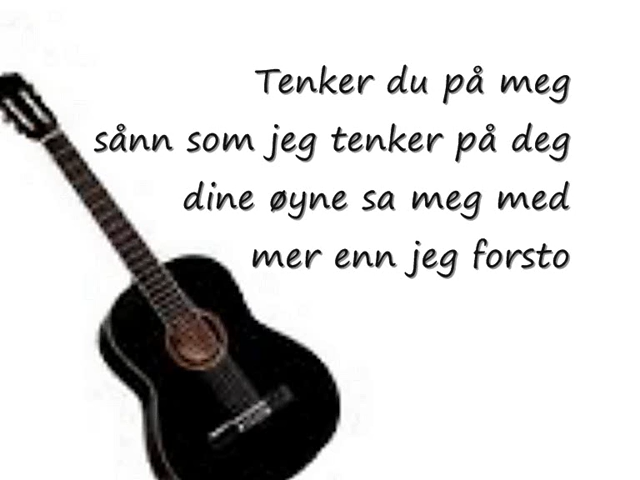 Tenker du på meg
sånn som jeg tenker på deg
dine øyne sa meg med
mer enn jeg forsto